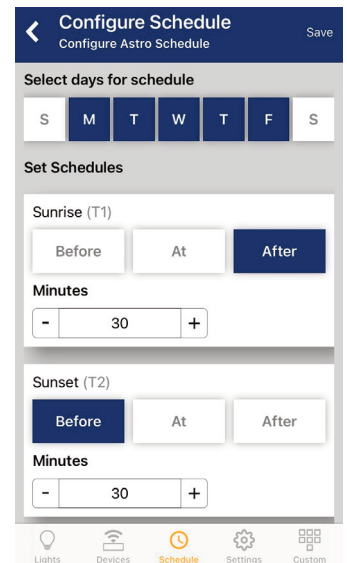 Configure Schedule
Configure Astro Schedule
Save
Select days for schedule
S M T W T F S
Set Schedules
Sunrise (T1)
Before At After
Minutes
- 30 +
Sunset (T2)
Before At After
Minutes
- 30 +
Lights Devices Schedule Settings Custom